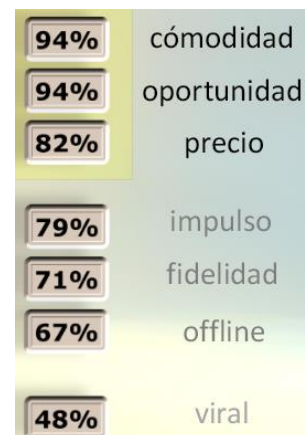 94% cómodidad
94% oportunidad
82% precio
79% impulso
71% fidelidad
67% offline
48% viral